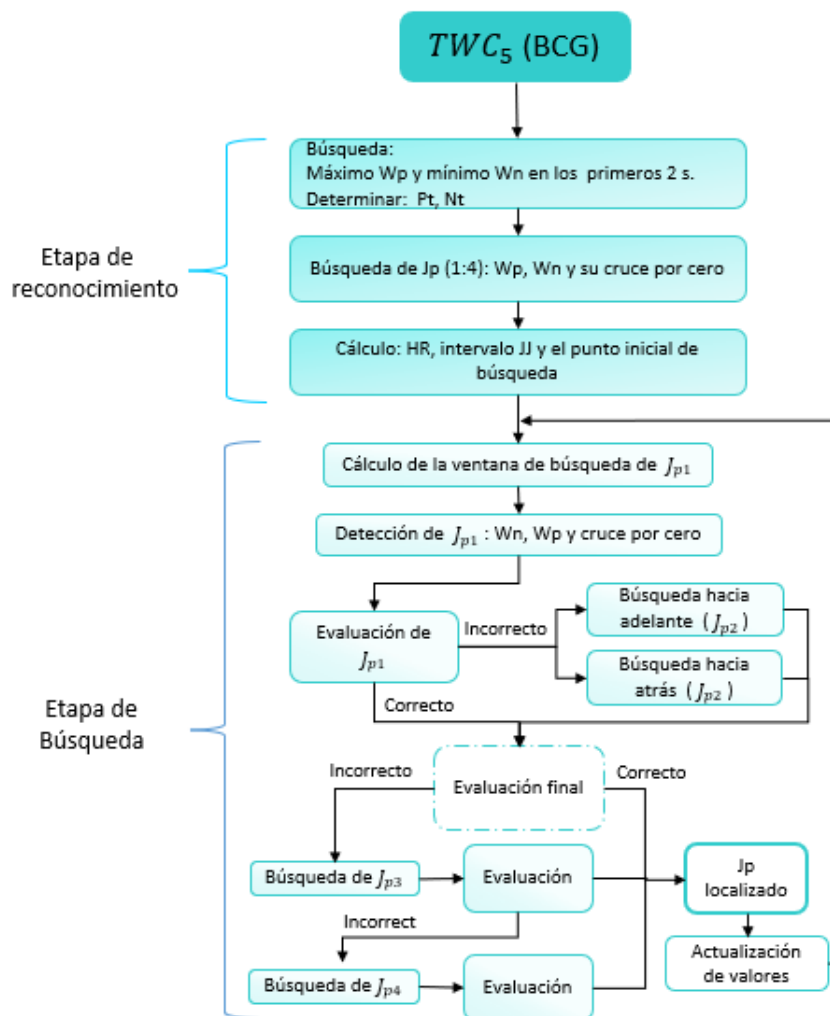 TWC₅ (BCG)
Búsqueda:
Máximo Wp y mínimo Wn en los primeros 2 s.
Determinar: Pt, Nt
Etapa de
reconocimiento
Búsqueda de Jp (1:4): Wp, Wn y su cruce por cero
Cálculo: HR, intervalo JJ y el punto inicial de
búsqueda
Cálculo de la ventana de búsqueda de Jp1
Detección de Jp1 : Wn, Wp y cruce por cero
Evaluación de
Jp1
Incorrecto
Búsqueda hacia
adelante (Jp2)
Búsqueda hacia
atrás (Jp2)
Correcto
Etapa de
Búsqueda
Incorrecto
Evaluación final
Correcto
Búsqueda de Jp3
Evaluación
Jp
localizado
Incorrect
Búsqueda de Jp4
Evaluación
Actualización
de valores